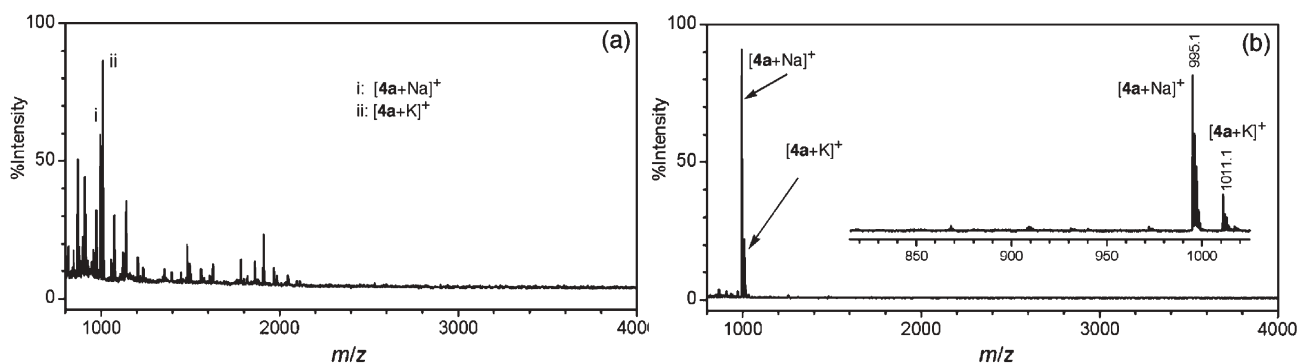 100
(a)
ii
i: [4a+Na]+
i
ii: [4a+K]+
50
%Intensity
0
1000
2000
3000
400
m/z
100
(b)
995.1
[4a+Na]+
[4a+Na]+
[4a+K]+
[4a+K]+
1011.1
50
%Intensity
850
900
950
1000
0
1000
2000
3000
4000
m/z